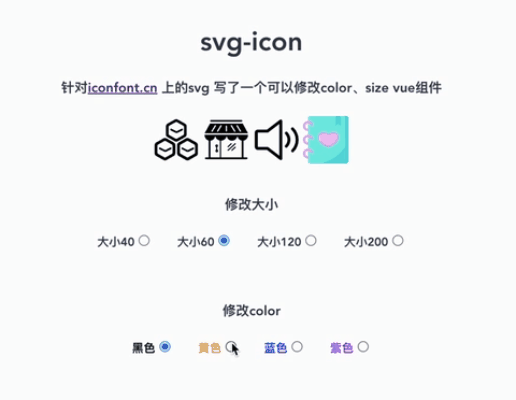 svg-icon
针对iconfont.cn 上的svg 写了一个可以修改color、size vue组件
修改大小
大小40 大小60 大小120 大小200
修改color
黑色 黄色 蓝色 紫色